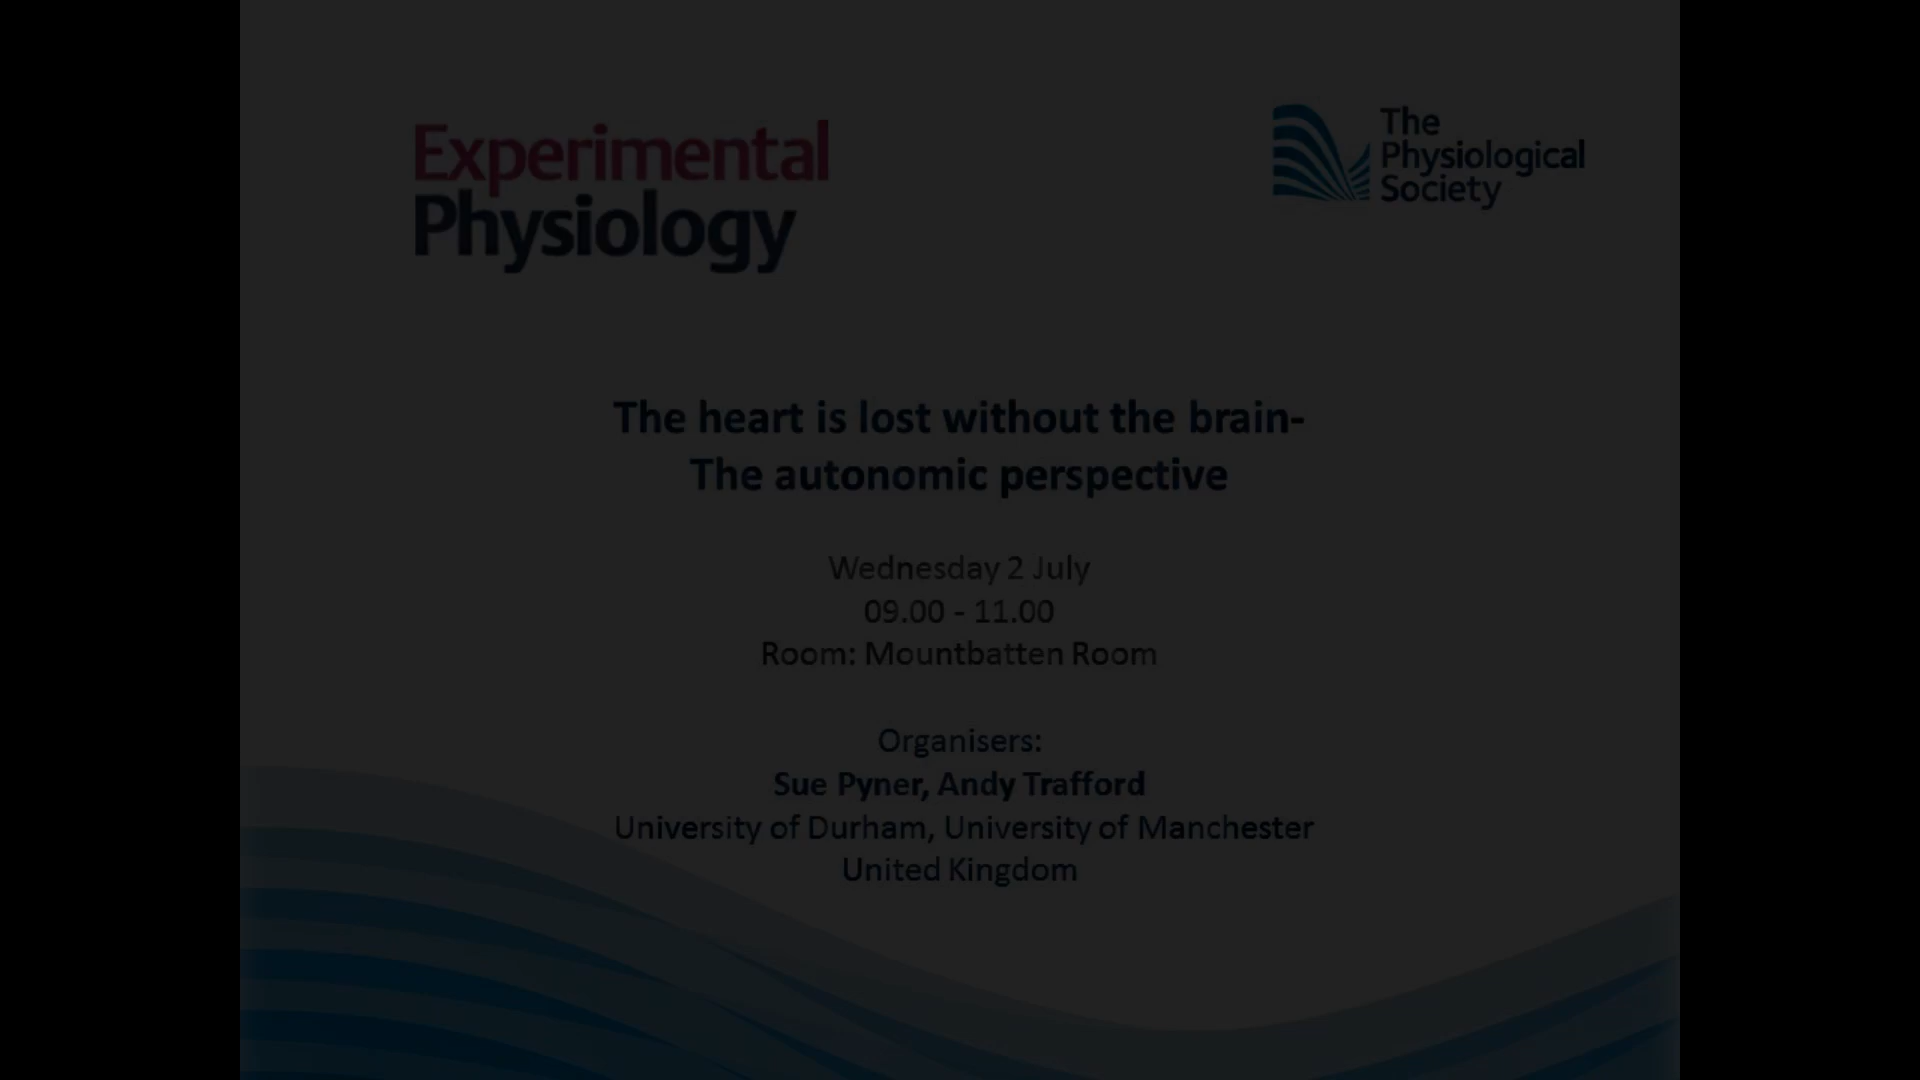 Experimental
Physiology
The
Physiological
Society
The heart is lost without the brain-
The autonomic perspective
Wednesday 2 July
09.00 - 11.00
Room: Mountbatten Room
Organisers:
Sue Pyner, Andy Trafford
University of Durham, University of Manchester
United Kingdom